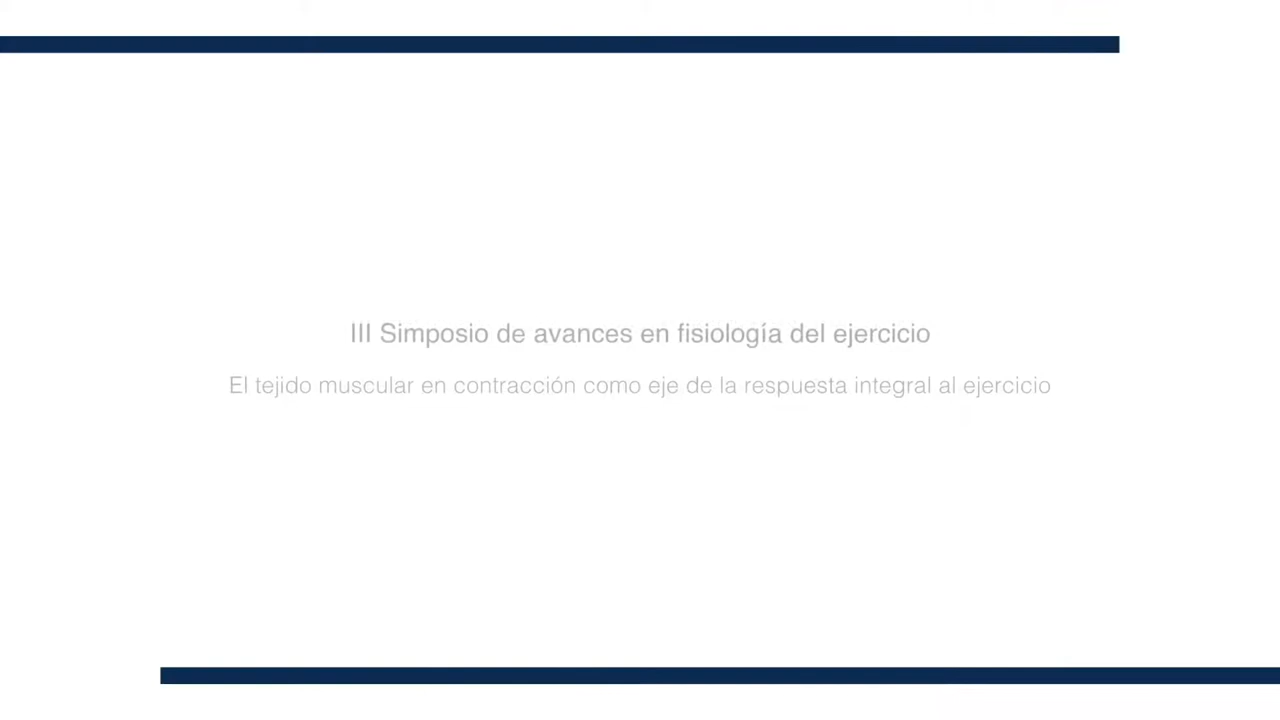 III Simposio de avances en fisiología del ejercicio
El tejido muscular en contracción como eje de la respuesta integral al ejercicio